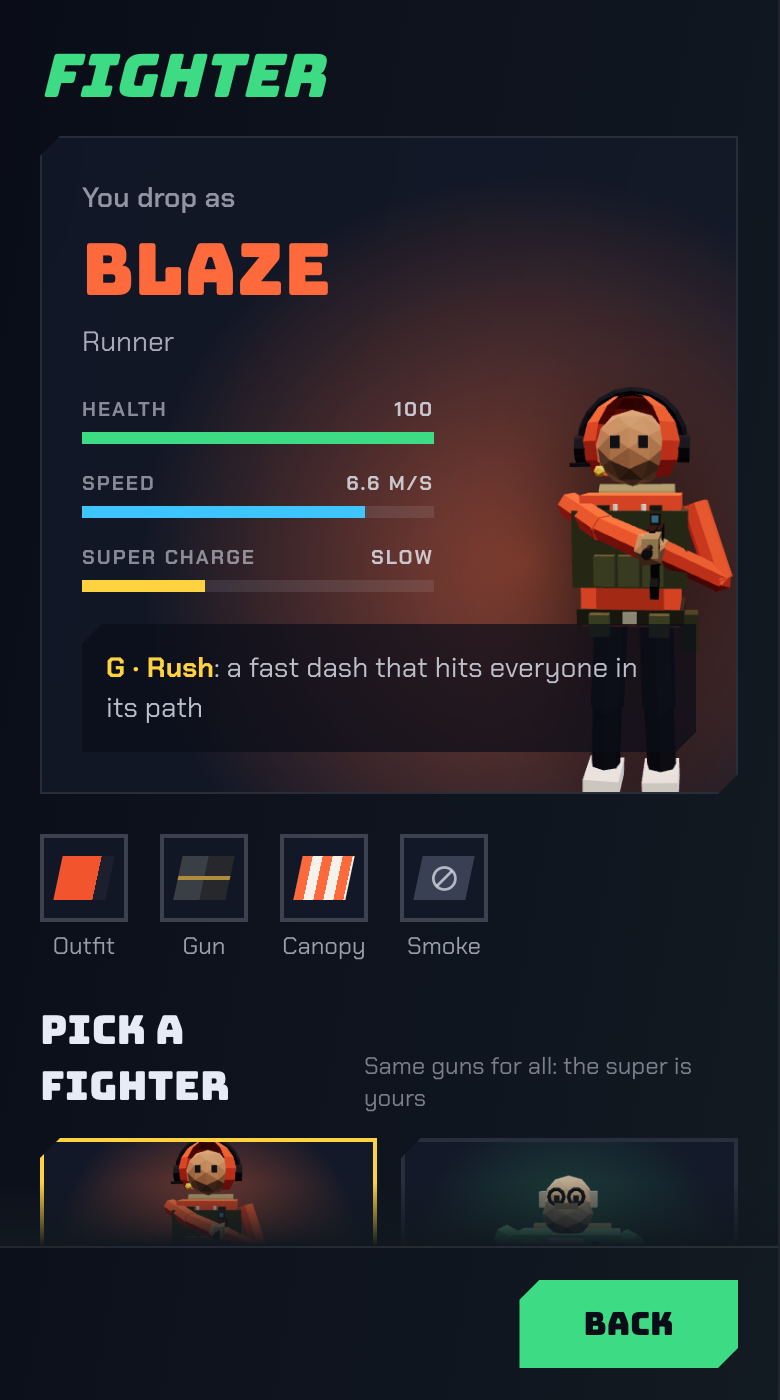 FIGHTER
You drop as
BLAZE
Runner
HEALTH 100
SPEED 6.6 M/S
SUPER CHARGE SLOW
G · Rush: a fast dash that hits everyone in
its path
Outfit Gun Canopy Smoke
PICK A
FIGHTER
Same guns for all: the super is
yours
BACK